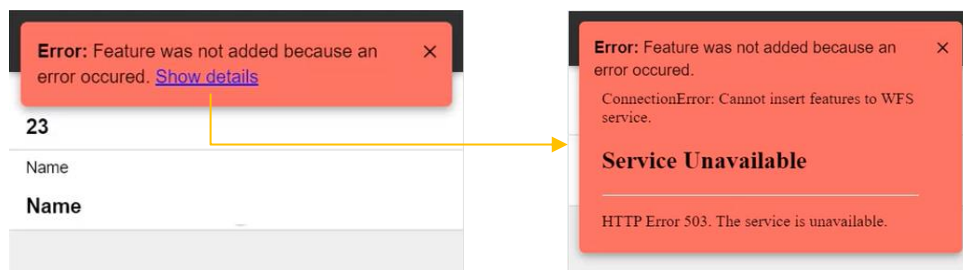 Error: Feature was not added because an
error occured. Show details
23
Name
Name
Error: Feature was not added because an
error occured.
ConnectionError: Cannot insert features to WFS
service.
Service Unavailable
HTTP Error 503. The service is unavailable.